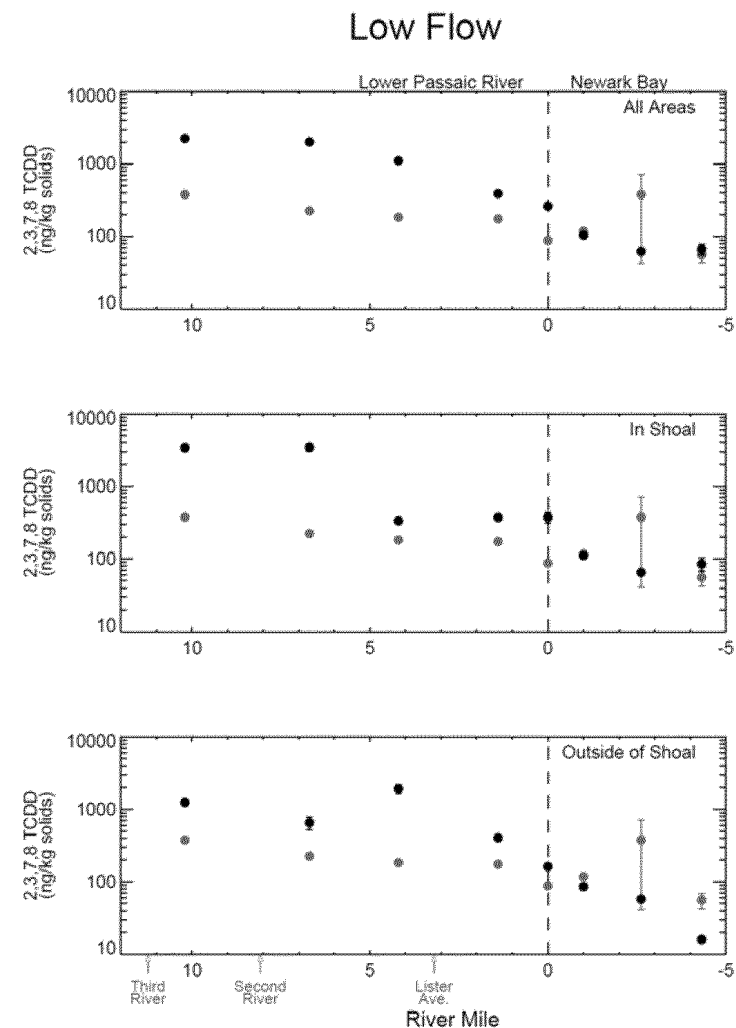 Low Flow
Lower Passaic River
Newark Bay
All Areas
2,3,7,8 TCDD
(ng/kg solids)
10000
1000
100
10
10
5
0
-5
In Shoal
2,3,7,8 TCDD
(ng/kg solids)
10000
1000
100
10
10
5
0
-5
Outside of Shoal
2,3,7,8 TCDD
(ng/kg solids)
10000
1000
100
10
10
5
0
-5
Third
River
Second
River
Lister
Ave.
River Mile